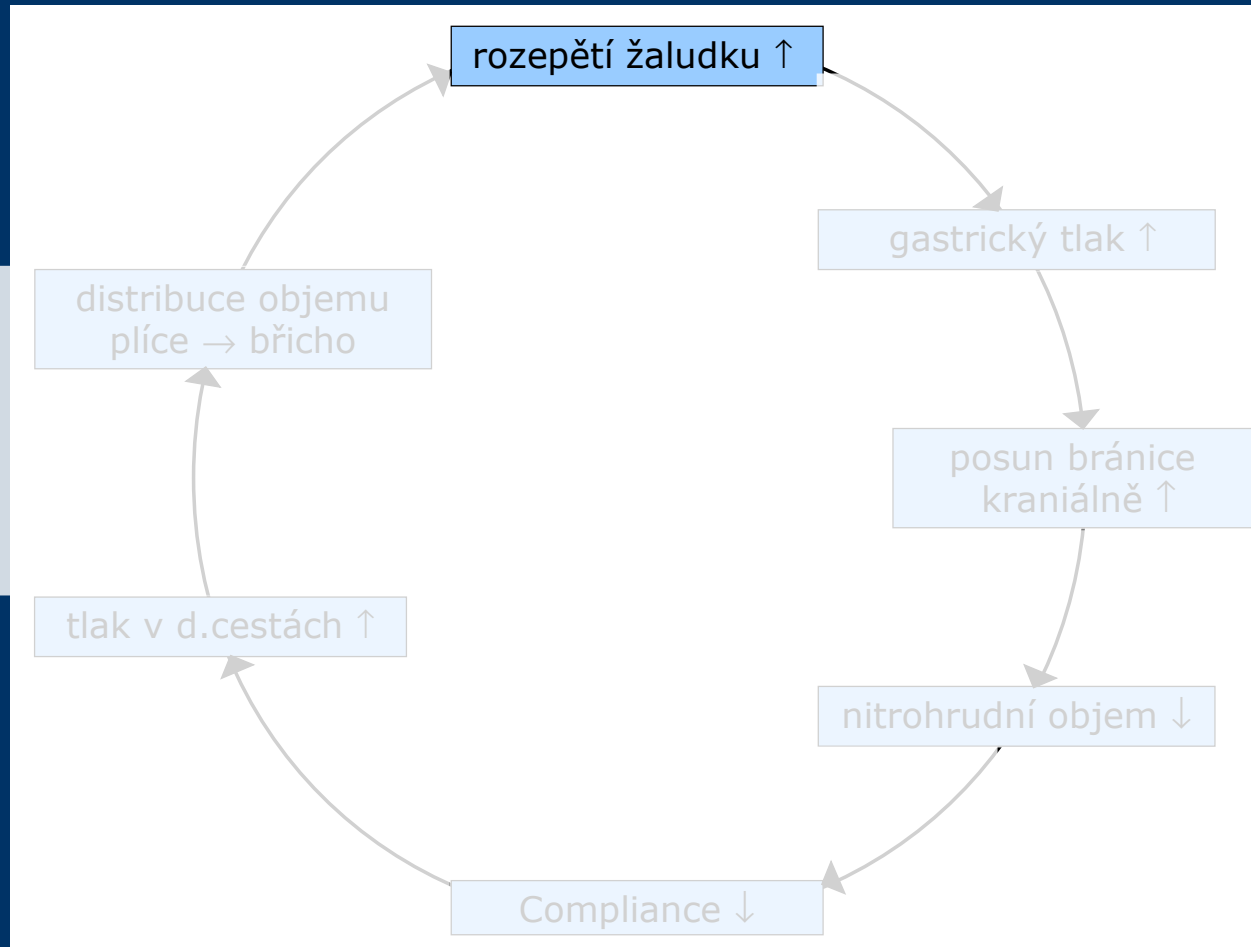 rozepětí žaludku ↑
gastrický tlak ↑
posun bránice
kraniálně ↑
nitrohrudní objem ↓
Compliance ↓
tlak v d.cestách ↑
distribuce objemu
plíce → břicho